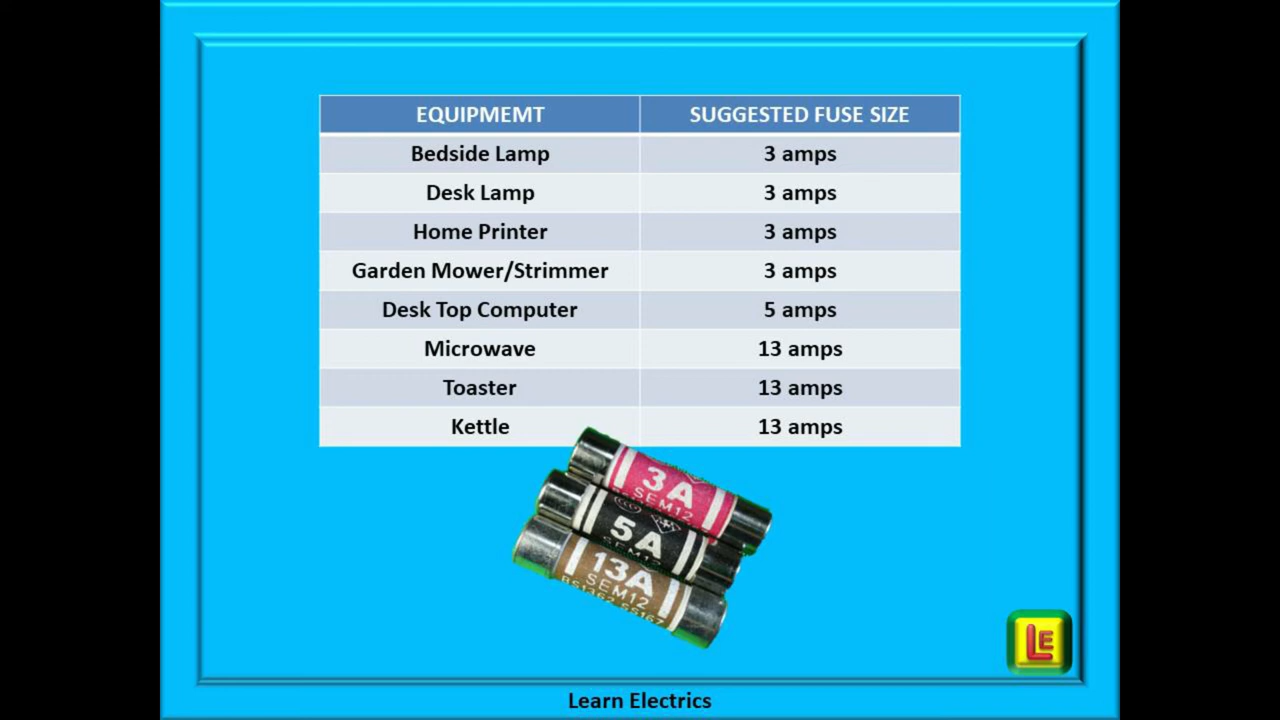 EQUIPMEMT SUGGESTED FUSE SIZE
Bedside Lamp 3 amps
Desk Lamp 3 amps
Home Printer 3 amps
Garden Mower/Strimmer 3 amps
Desk Top Computer 5 amps
Microwave 13 amps
Toaster 13 amps
Kettle 13 amps
3A
SEM12
5A
SEM12
13A
SEM12
BS1362
LE
Learn Electrics